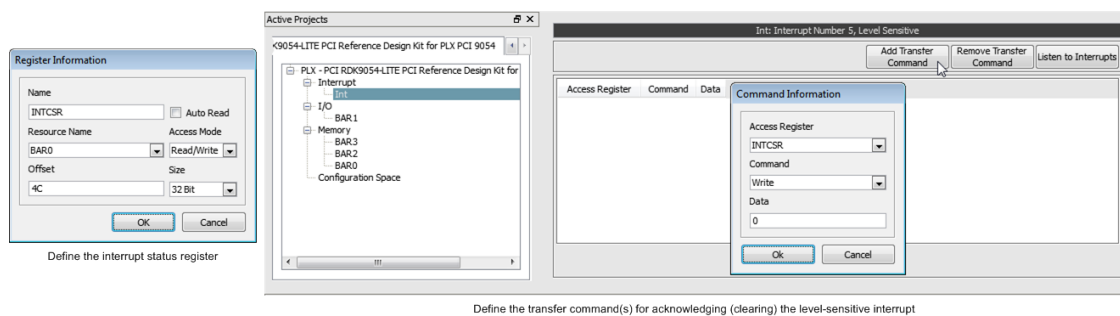 Register Information
Name
INTCSR
Auto Read
Resource Name
Access Mode
BAR0
Read/Write
Offset
Size
4C
32 Bit
OK
Cancel
Define the interrupt status register
Active Projects
<9054-LITE PCI Reference Design Kit for PLX PCI 9054
PLX - PCI RDK9054-LITE PCI Reference Design Kit for
Interrupt
Int
I/O
BAR1
Memory
BAR3
BAR2
BAR0
Configuration Space
Int: Interrupt Number 5, Level Sensitive
Add Transfer
Command
Remove Transfer
Command
Listen to Interrupts
Access Register
Command
Data
Command Information
Access Register
INTCSR
Command
Write
Data
0
Ok
Cancel
Define the transfer command(s) for acknowledging (clearing) the level-sensitive interrupt